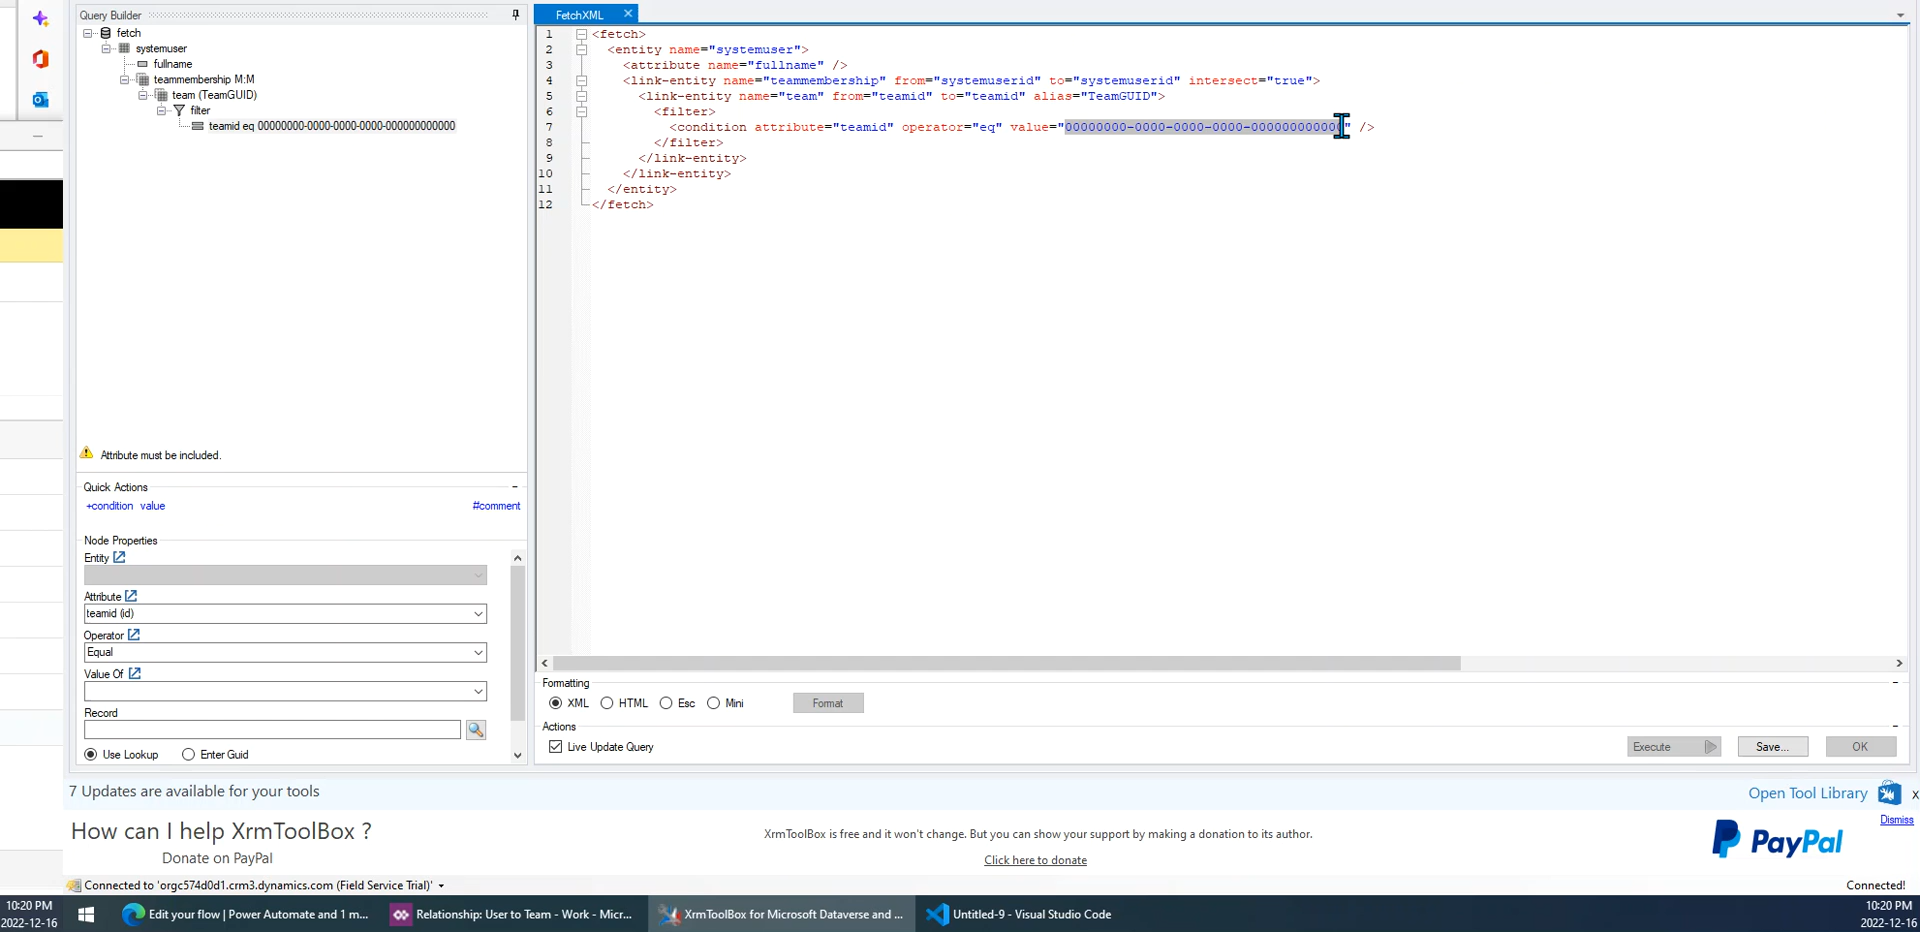 Query Builder
fetch
systemuser
fullname
teammembership M:M
team (TeamGUID)
filter
teamid eq 00000000-0000-0000-0000-000000000000
Attribute must be included.
Quick Actions
+condition value #comment
Node Properties
Entity
Attribute
teamid (id)
Operator
Equal
Value Of
Record
Use Lookup Enter Guid
FetchXML
1 <fetch>
2 <entity name="systemuser">
3 <attribute name="fullname" />
4 <link-entity name="teammembership" from="systemuserid" to="systemuserid" intersect="true">
5 <link-entity name="team" from="teamid" to="teamid" alias="TeamGUID">
6 <filter>
7 <condition attribute="teamid" operator="eq" value="00000000-0000-0000-0000-000000000000" />
8 </filter>
9 </link-entity>
10 </link-entity>
11 </entity>
12 </fetch>
Formatting
XML HTML Esc Mini Format
Actions
Live Update Query Execute Save... OK
7 Updates are available for your tools Open Tool Library x
Dismiss
How can I help XrmToolBox ?
Donate on PayPal
XrmToolBox is free and it won't change. But you can show your support by making a donation to its author.
Click here to donate
PayPal
Connected to 'orgc574d0d1.crm3.dynamics.com (Field Service Trial)' Connected!
10:20 PM
2022-12-16
Edit your flow | Power Automate and 1 m...
Relationship: User to Team - Work - Micr...
XrmToolBox for Microsoft Dataverse and ...
Untitled-9 - Visual Studio Code
10:20 PM
2022-12-16